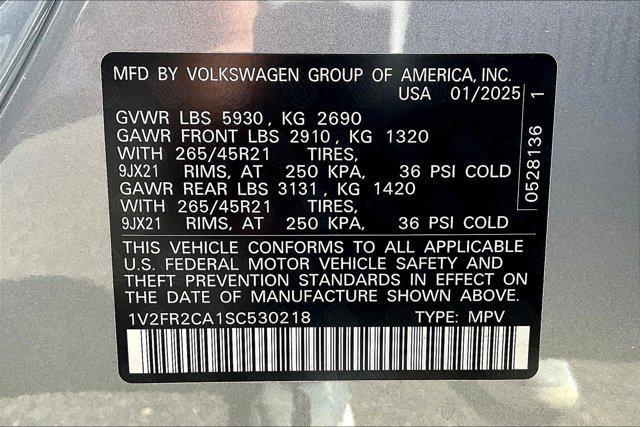 MFD BY VOLKSWAGEN GROUP OF AMERICA, INC.
USA 01/2025
GVWR LBS 5930, KG 2690
GAWR FRONT LBS 2910, KG 1320
WITH 265/45R21 TIRES,
9JX21 RIMS, AT 250 KPA, 36 PSI COLD
GAWR REAR LBS 3131, KG 1420
WITH 265/45R21 TIRES,
9JX21 RIMS, AT 250 KPA, 36 PSI COLD
THIS VEHICLE CONFORMS TO ALL APPLICABLE
U.S. FEDERAL MOTOR VEHICLE SAFETY AND
THEFT PREVENTION STANDARDS IN EFFECT ON
THE DATE OF MANUFACTURE SHOWN ABOVE.
1V2FR2CA1SC530218 TYPE: MPV
0528136 1